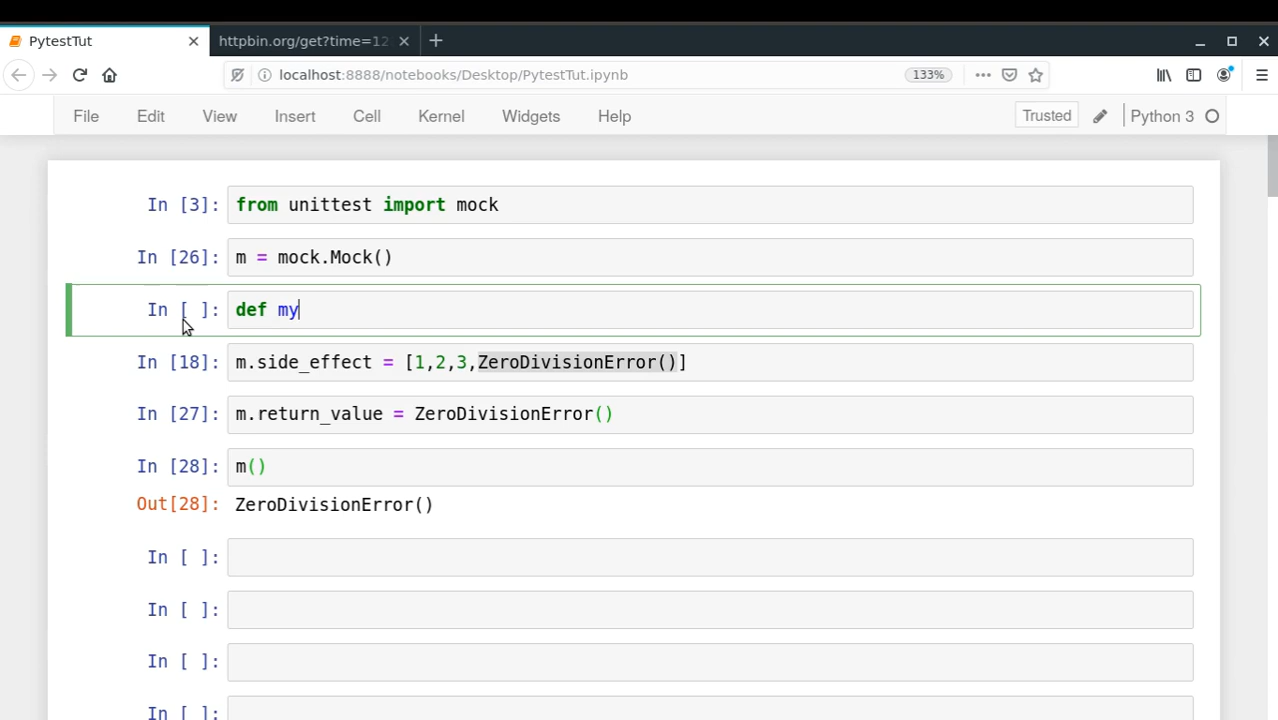 PytestTut
httpbin.org/get?time=12
localhost:8888/notebooks/Desktop/PytestTut.ipynb
133%
File Edit View Insert Cell Kernel Widgets Help
Trusted
Python 3
In [3]: from unittest import mock
In [26]: m = mock.Mock()
In [ ]: def my
In [18]: m.side_effect = [1,2,3,ZeroDivisionError()]
In [27]: m.return_value = ZeroDivisionError()
In [28]: m()
Out[28]: ZeroDivisionError()
In [ ]:
In [ ]:
In [ ]:
In [ ]: